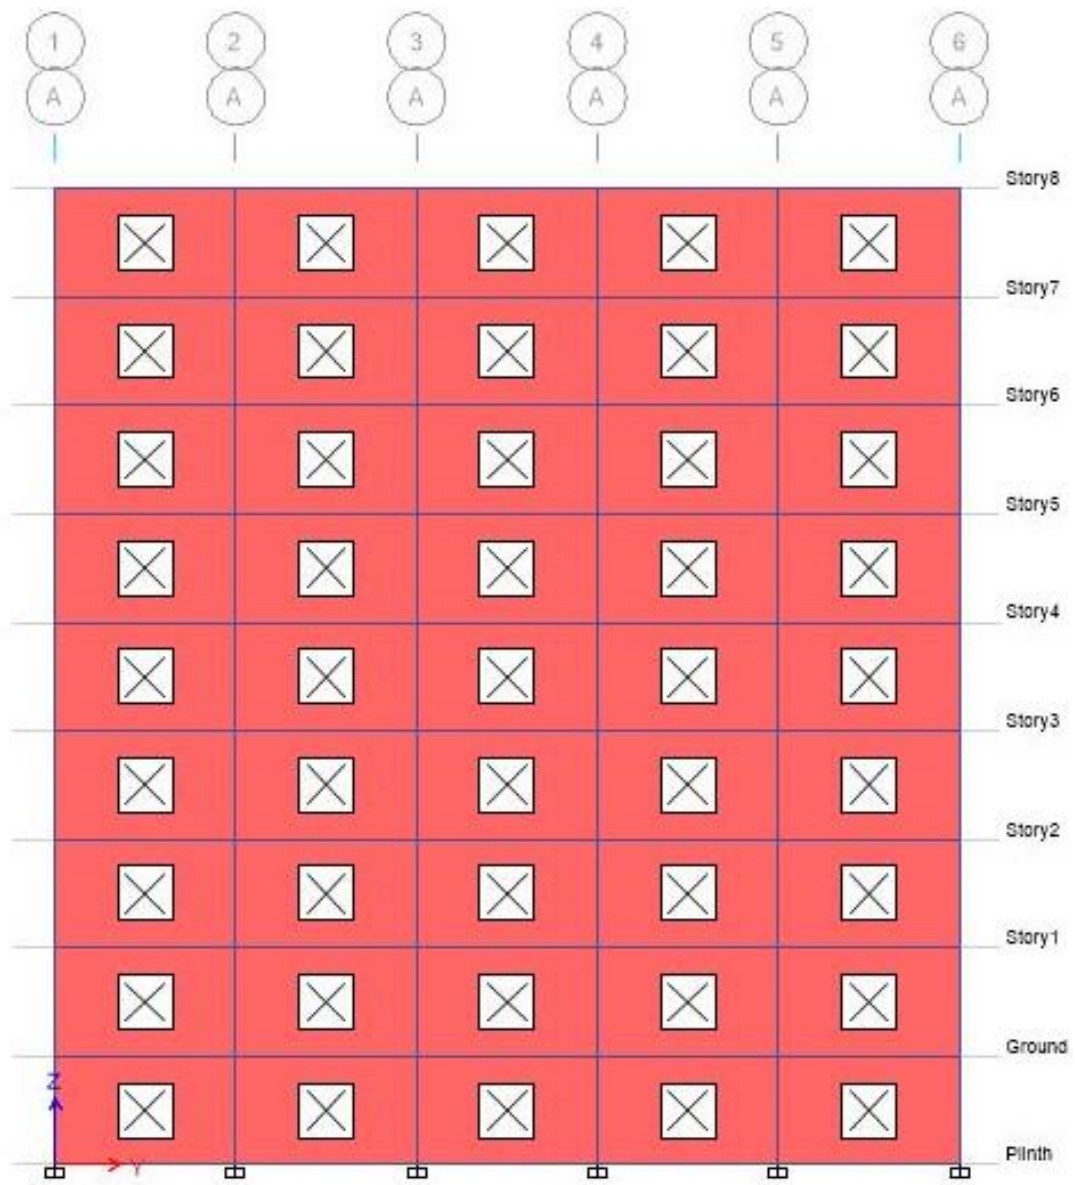 1 2 3 4 5 6
A A A A A A
Story8
Story7
Story6
Story5
Story4
Story3
Story2
Story1
Ground
Z
Plinth
Y